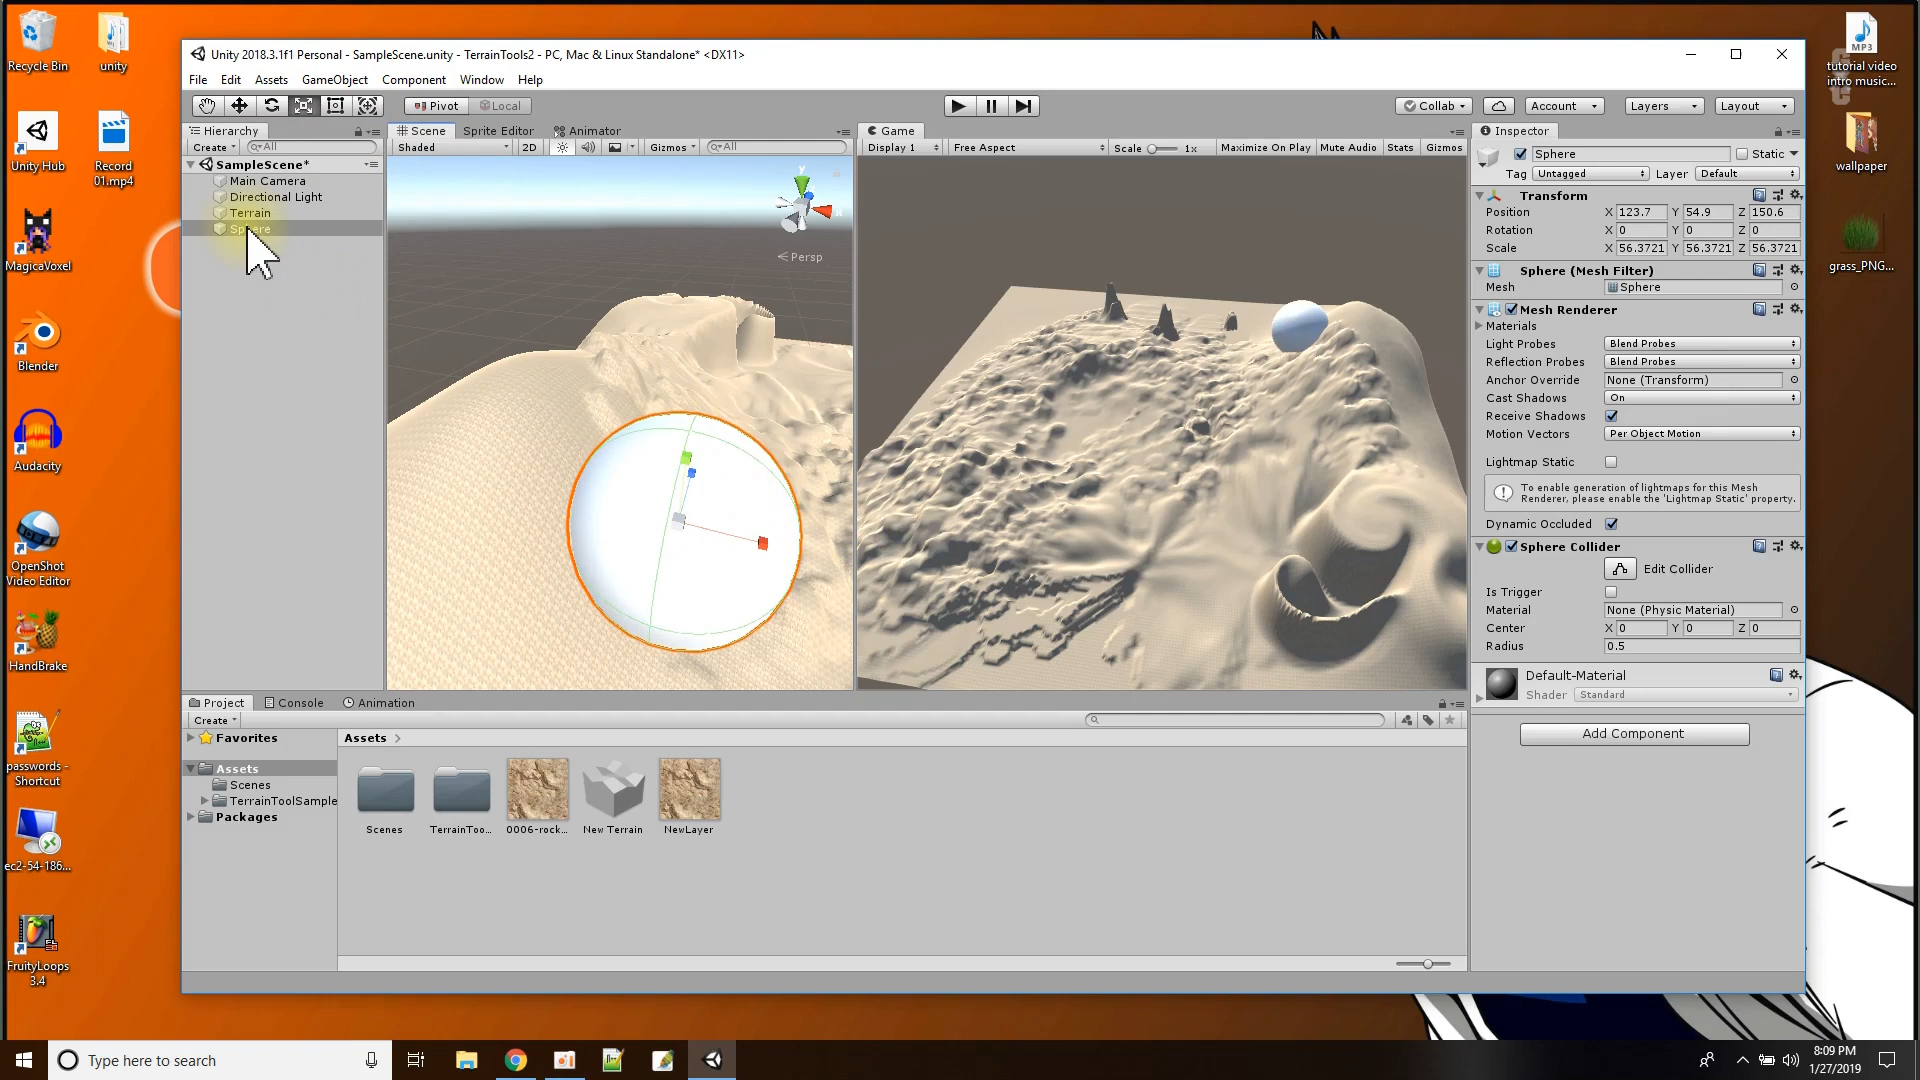 Recycle Bin
unity
Unity Hub
Record
01.mp4
MagicaVoxel
Blender
Audacity
OpenShot
Video Editor
HandBrake
passwords -
Shortcut
ec2-54-186...
FruityLoops
3.4
MP3
tutorial video
intro music...
wallpaper
grass_PNG...
Unity 2018.3.1f1 Personal - SampleScene.unity - TerrainTools2 - PC, Mac & Linux Standalone* <DX11>
File Edit Assets GameObject Component Window Help
Pivot Local Collab Account Layers Layout
Hierarchy
Create All
SampleScene*
Main Camera
Directional Light
Terrain
Sphere
Scene Sprite Editor Animator
Shaded 2D Gizmos All
y
x
Persp
Game
Display 1 Free Aspect Scale 1x Maximize On Play Mute Audio Stats Gizmos
Inspector
Sphere Static
Tag Untagged Layer Default
Transform
Position X 123.7 Y 54.9 Z 150.6
Rotation X 0 Y 0 Z 0
Scale X 56.3721 Y 56.3721 Z 56.3721
Sphere (Mesh Filter)
Mesh Sphere
Mesh Renderer
Materials
Light Probes Blend Probes
Reflection Probes Blend Probes
Anchor Override None (Transform)
Cast Shadows On
Receive Shadows
Motion Vectors Per Object Motion
Lightmap Static
To enable generation of lightmaps for this Mesh
Renderer, please enable the 'Lightmap Static' property.
Dynamic Occluded
Sphere Collider
Edit Collider
Is Trigger
Material None (Physic Material)
Center X 0 Y 0 Z 0
Radius 0.5
Default-Material
Shader Standard
Add Component
Project Console Animation
Create
Favorites
Assets
Scenes
TerrainToolSample
Packages
Assets >
Scenes TerrainToo... 0006-rock... New Terrain NewLayer
Type here to search
8:09 PM
1/27/2019